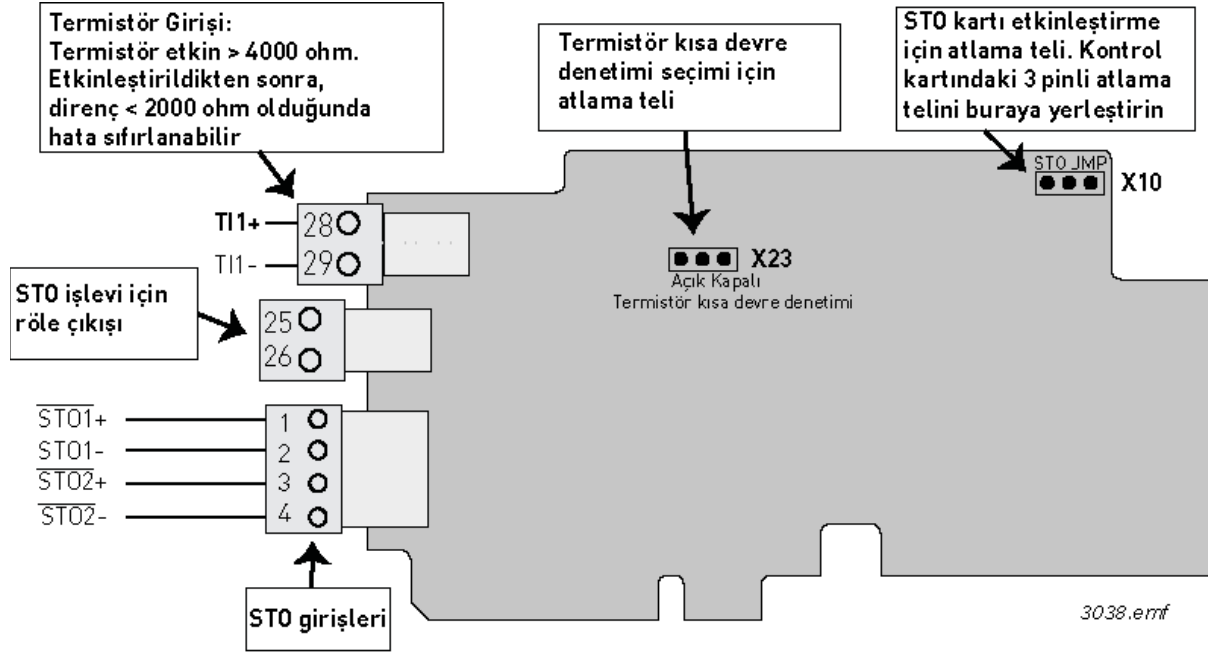 Termistör Girişi:
Termistör etkin > 4000 ohm.
Etkinleştirildikten sonra,
direnç < 2000 ohm olduğunda
hata sıfırlanabilir
Termistör kısa devre
denetimi seçimi için
atlama teli
STO kartı etkinleştirme
için atlama teli. Kontrol
kartındaki 3 pinli atlama
telini buraya yerleştirin
STO JMP
X10
TI1+
28
TI1-
29
X23
Açık Kapalı
Termistör kısa devre denetimi
STO işlevi için
röle çıkışı
25
26
STO1+
1
STO1-
2
STO2+
3
STO2-
4
STO girişleri
3038.emf